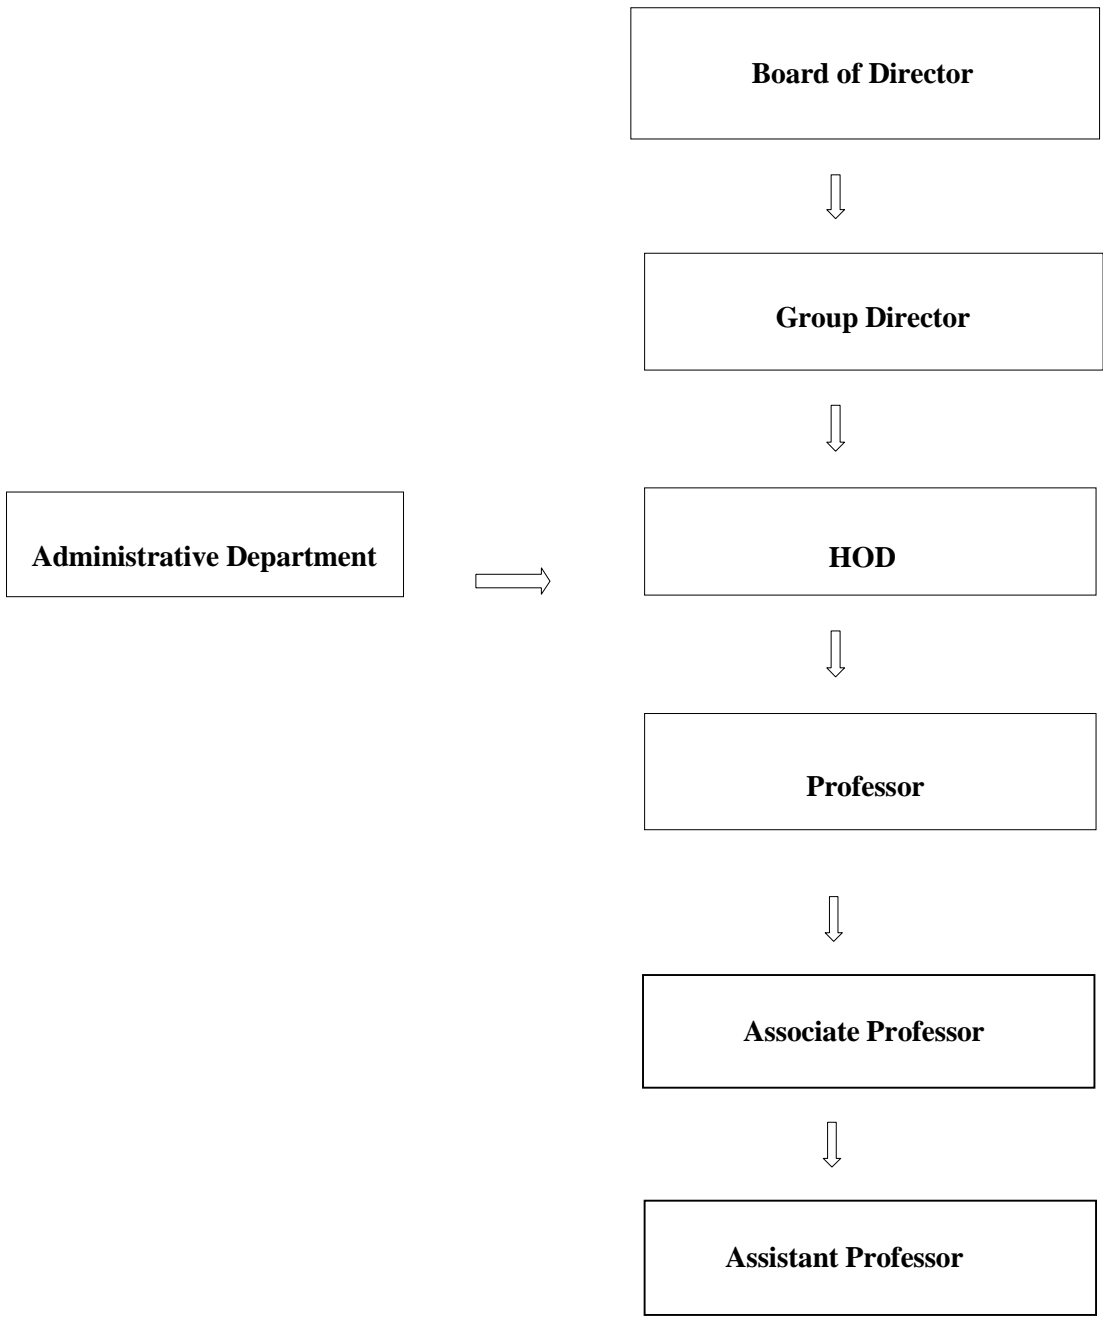 Board of Director
Group Director
Administrative Department
HOD
Professor
Associate Professor
Assistant Professor